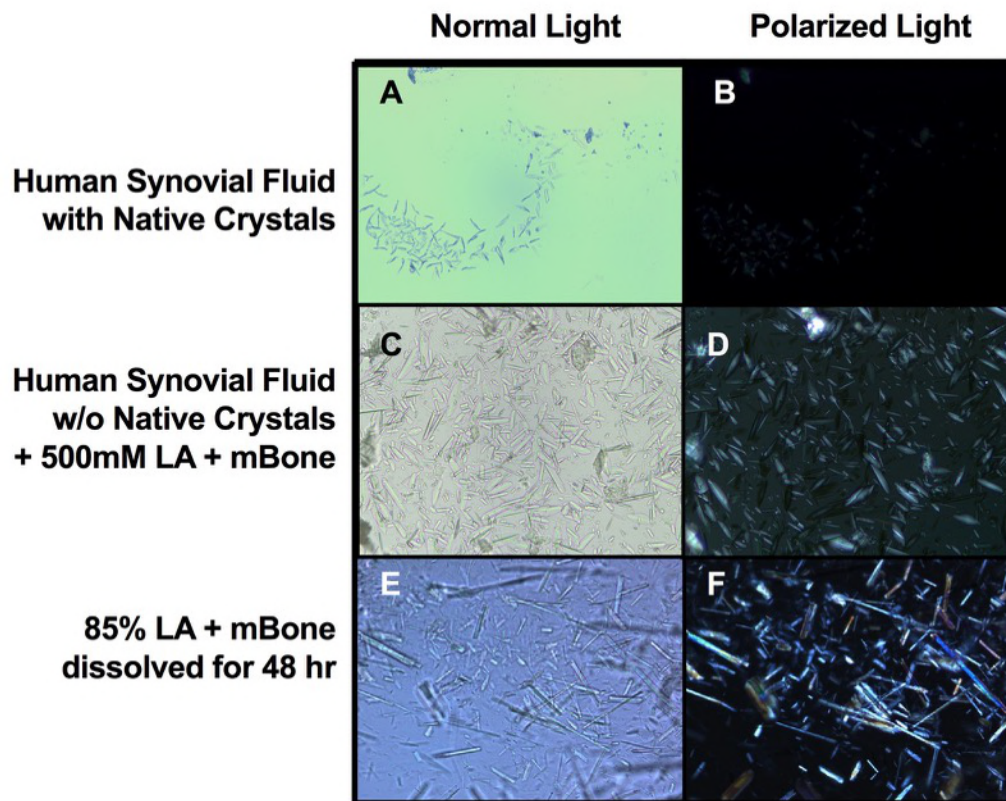 Normal Light
Polarized Light
A
B
Human Synovial Fluid
with Native Crystals
C
D
Human Synovial Fluid
w/o Native Crystals
+ 500mM LA + mBone
E
F
85% LA + mBone
dissolved for 48 hr